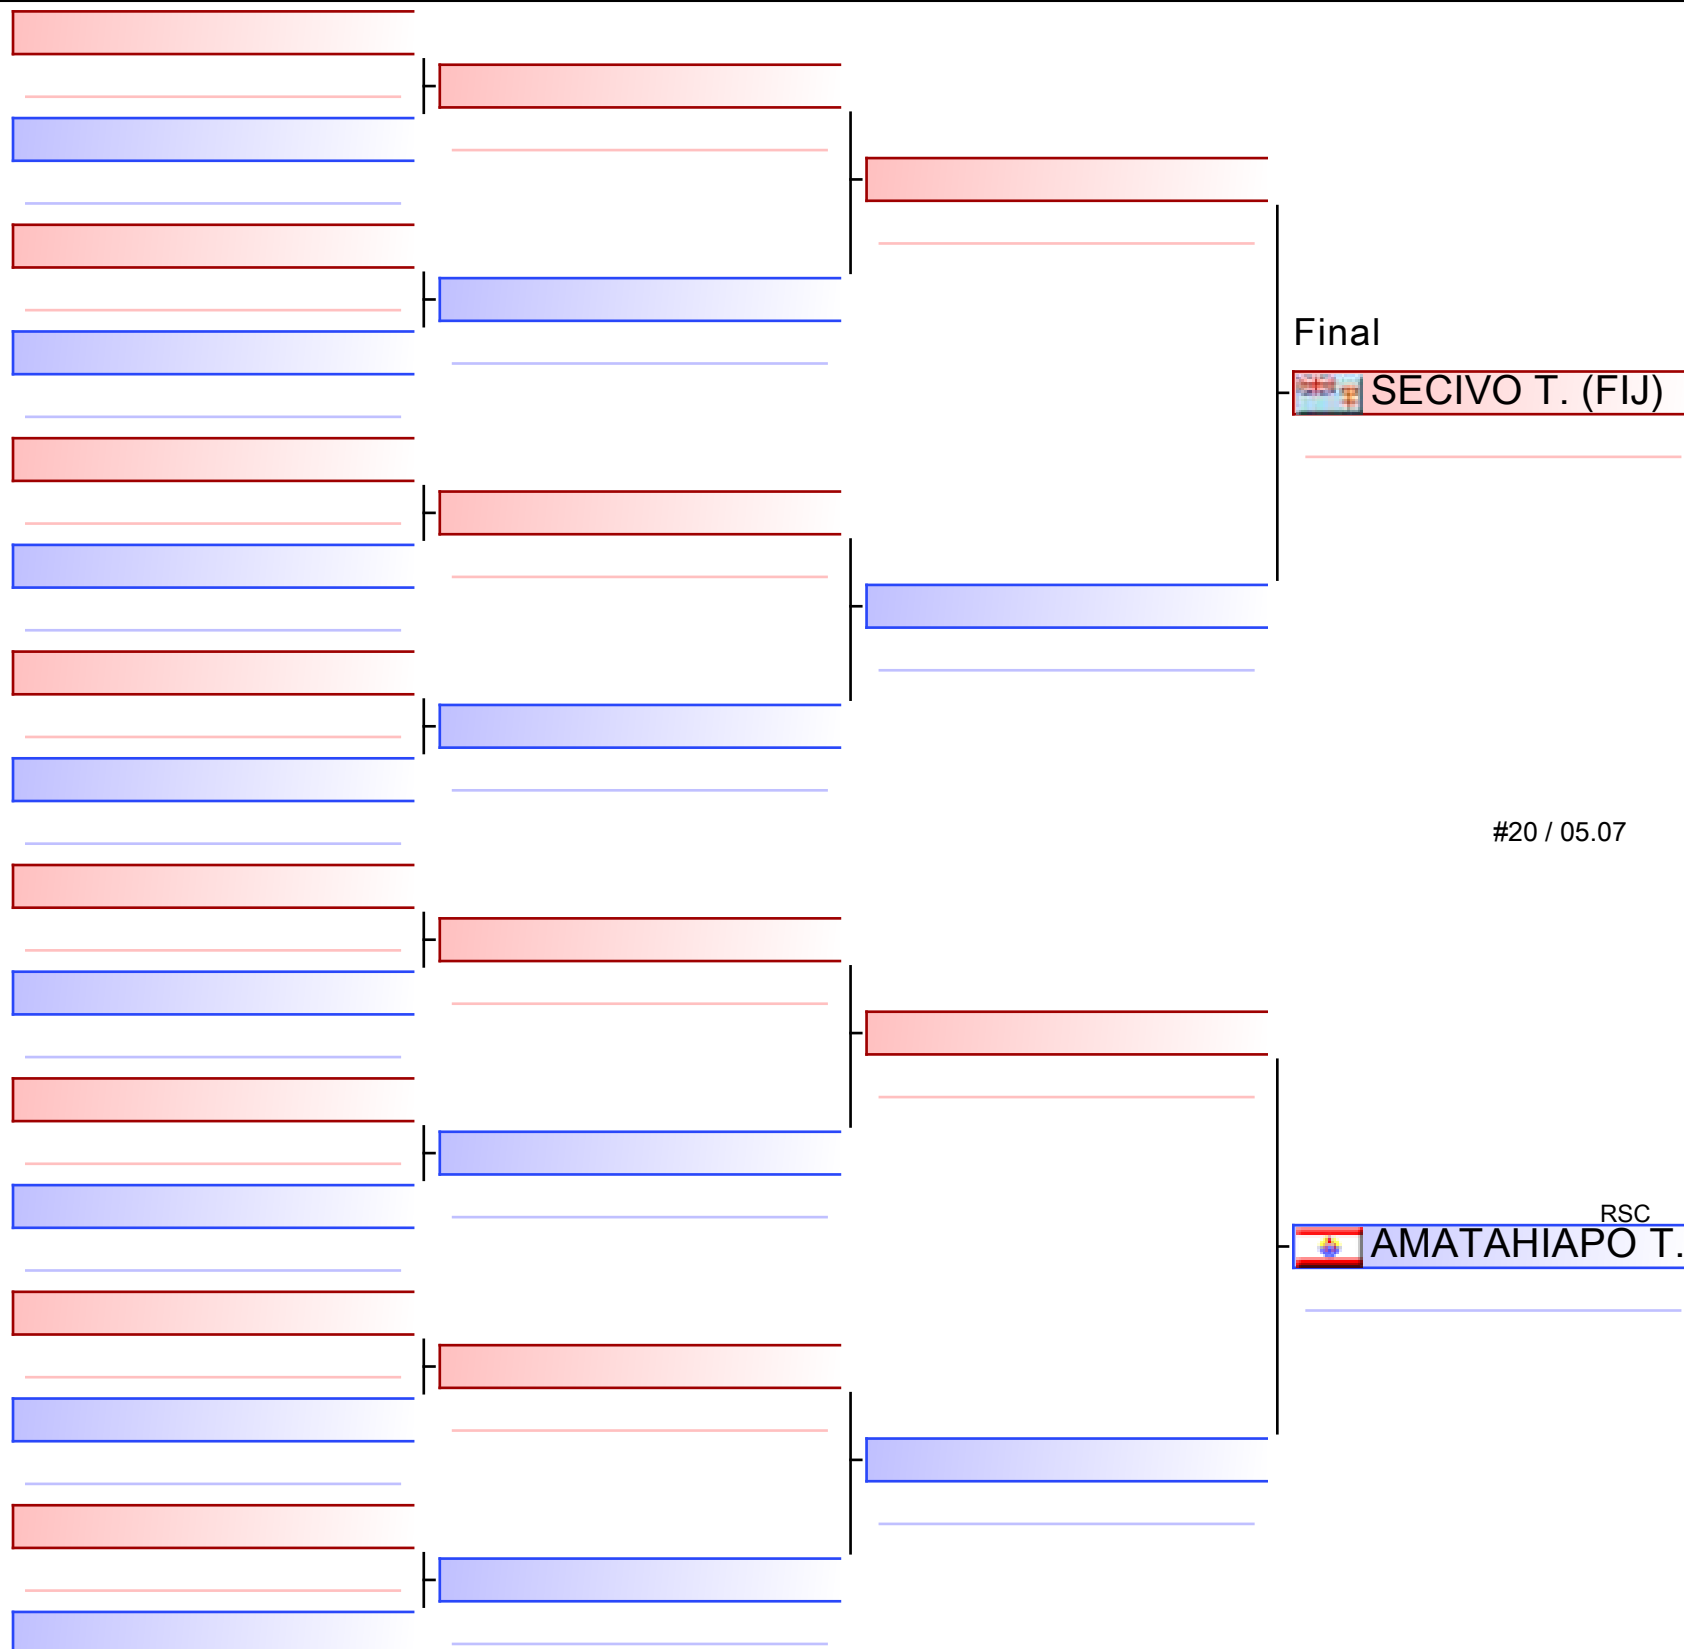 Final
SECIVO T. (FIJ)
#20 / 05.07
RSC
AMATAHIAPO T.